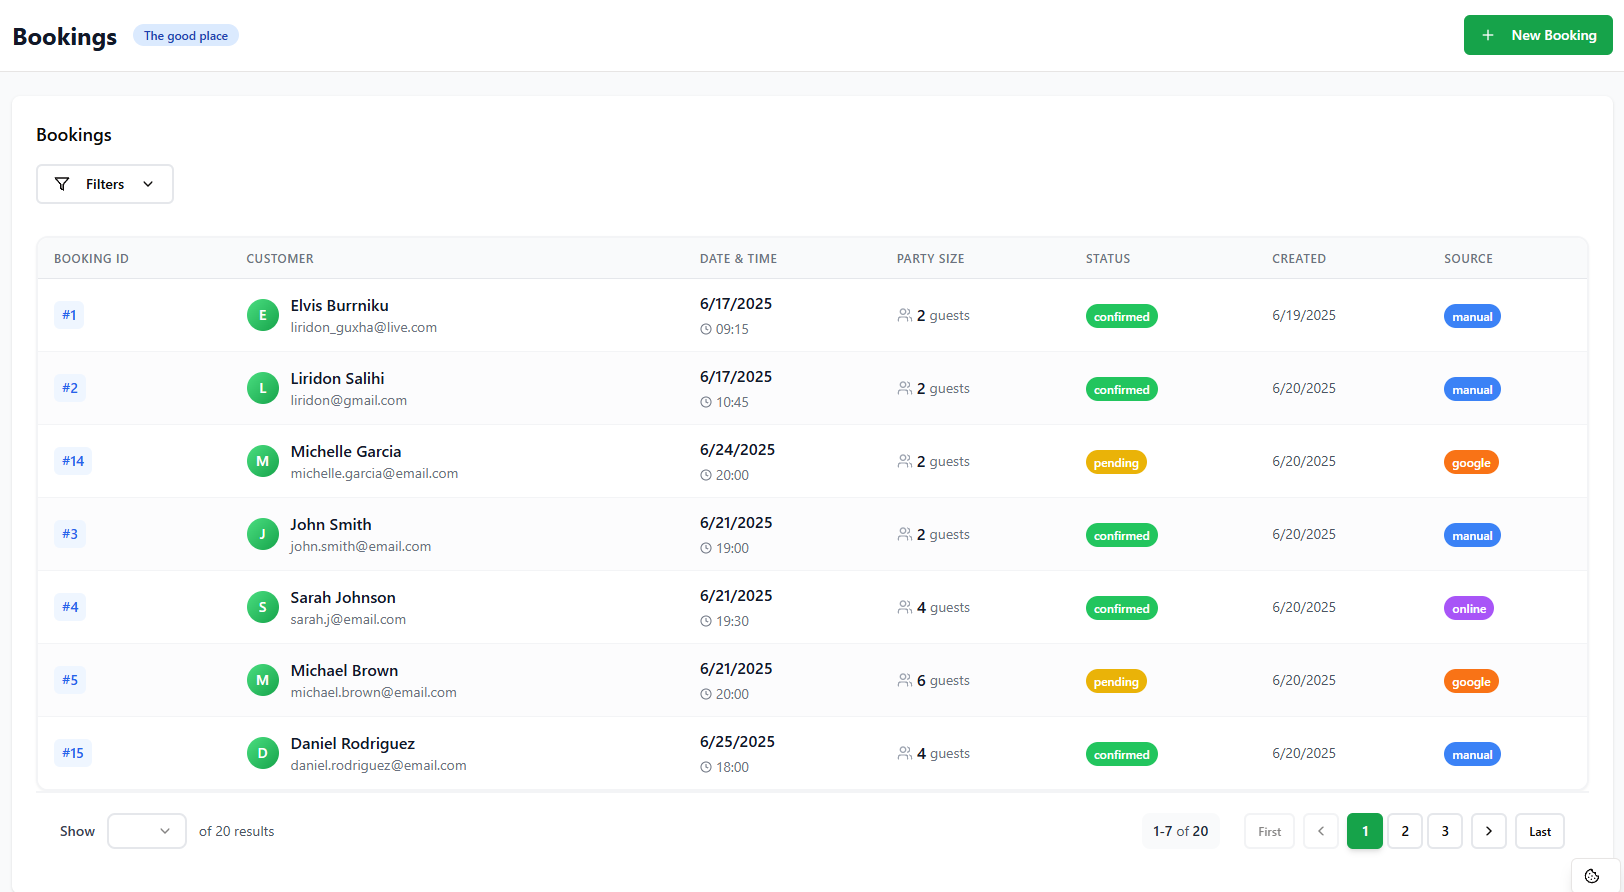 Bookings
The good place
New Booking
Bookings
Filters
BOOKING ID CUSTOMER DATE & TIME PARTY SIZE STATUS CREATED SOURCE
#1 E Elvis Burrniku 6/17/2025 2 guests confirmed 6/19/2025 manual
liridon_guxha@live.com 09:15
#2 L Liridon Salihi 6/17/2025 2 guests confirmed 6/20/2025 manual
liridon@gmail.com 10:45
#14 M Michelle Garcia 6/24/2025 2 guests pending 6/20/2025 google
michelle.garcia@email.com 20:00
#3 J John Smith 6/21/2025 2 guests confirmed 6/20/2025 manual
john.smith@email.com 19:00
#4 S Sarah Johnson 6/21/2025 4 guests confirmed 6/20/2025 online
sarah.j@email.com 19:30
#5 M Michael Brown 6/21/2025 6 guests pending 6/20/2025 google
michael.brown@email.com 20:00
#15 D Daniel Rodriguez 6/25/2025 4 guests confirmed 6/20/2025 manual
daniel.rodriguez@email.com 18:00
Show of 20 results 1-7 of 20 First 1 2 3 Last